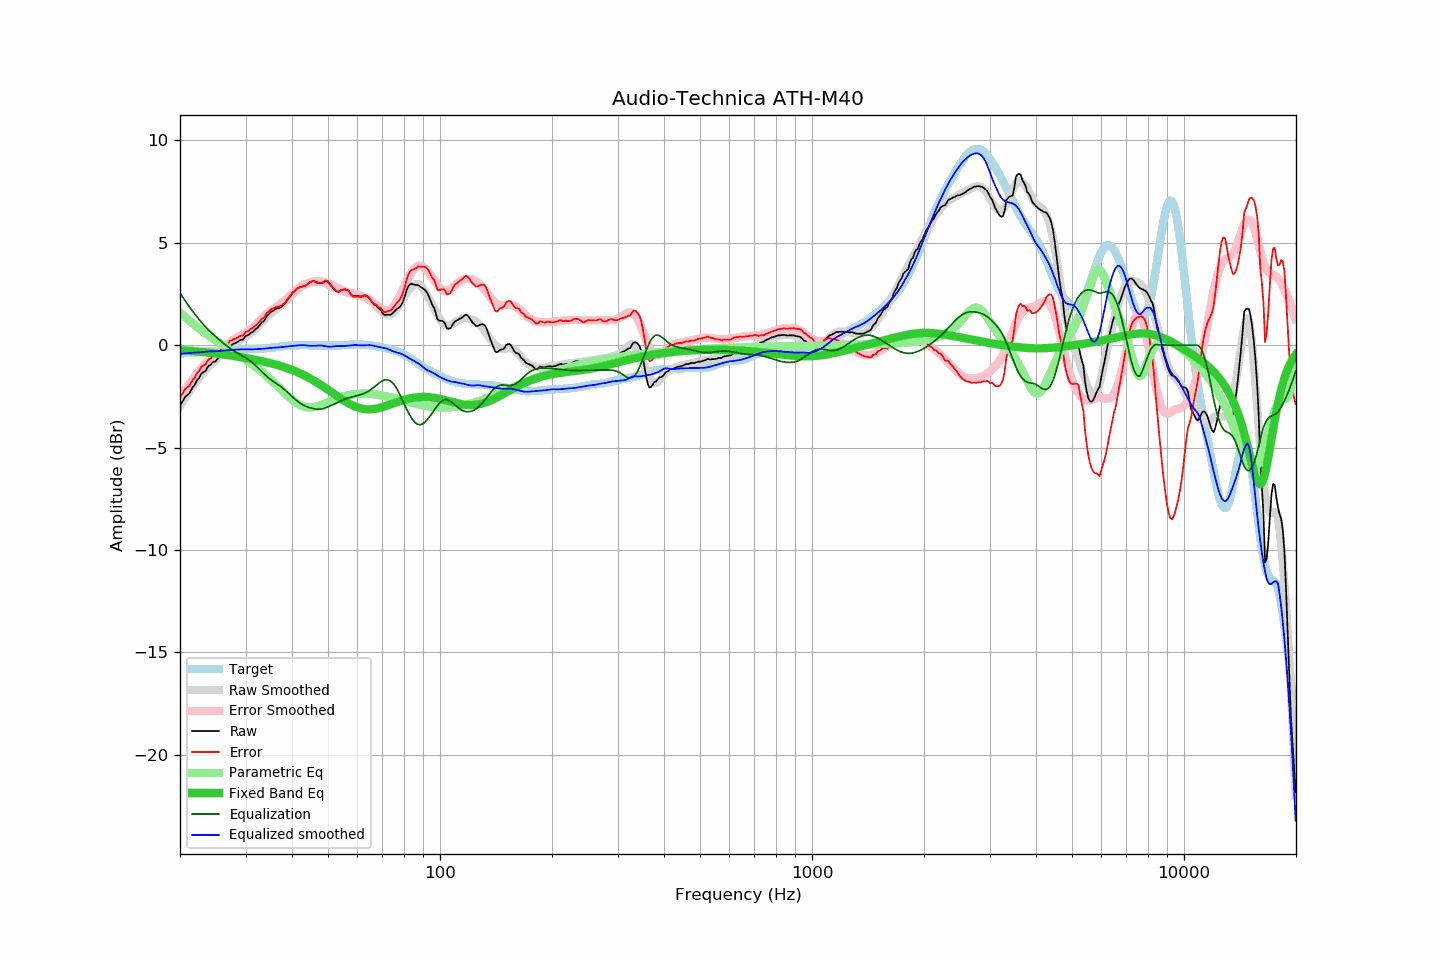 Audio-Technica ATH-M40
10
5
0
−5
−10
−15
−20
Amplitude (dBr)
Target
Raw Smoothed
Error Smoothed
Raw
Error
Parametric Eq
Fixed Band Eq
Equalization
Equalized smoothed
100
1000
10000
Frequency (Hz)